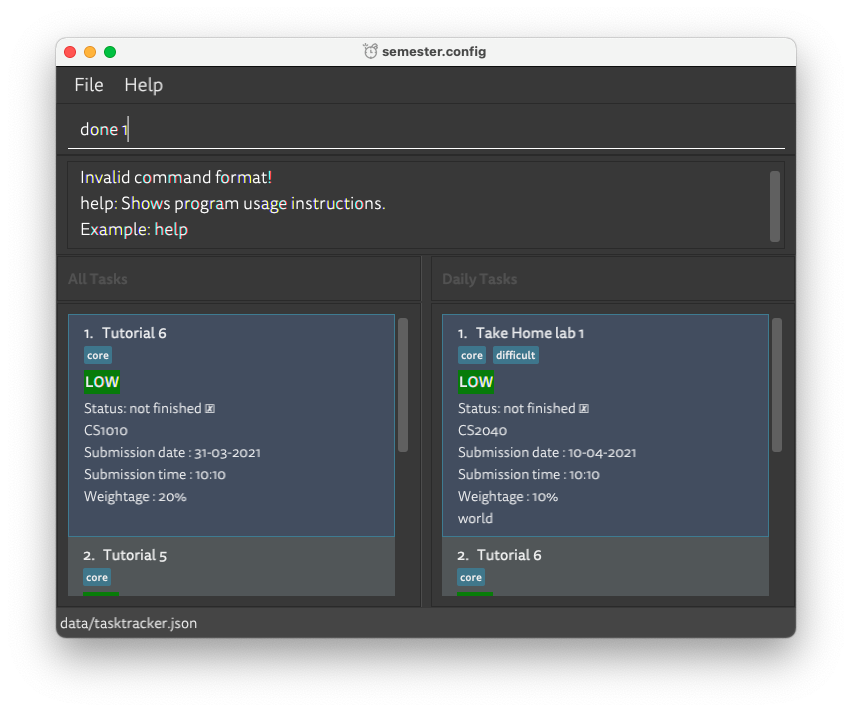 semester.config
File Help
done 1
Invalid command format!
help: Shows program usage instructions.
Example: help
All Tasks
1. Tutorial 6
core
LOW
Status: not finished
CS1010
Submission date : 31-03-2021
Submission time : 10:10
Weightage : 20%
2. Tutorial 5
core
Daily Tasks
1. Take Home lab 1
core difficult
LOW
Status: not finished
CS2040
Submission date : 10-04-2021
Submission time : 10:10
Weightage : 10%
world
2. Tutorial 6
core
data/tasktracker.json